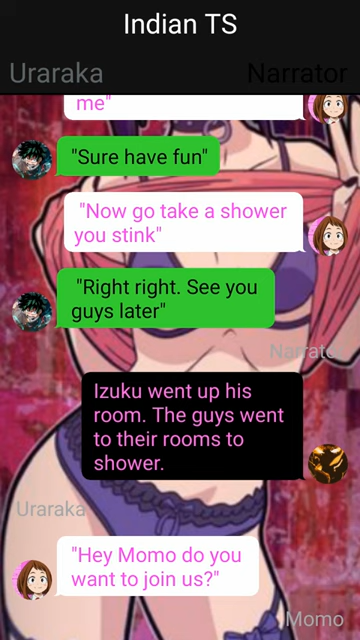 Indian TS
Uraraka
Narrator
me"
"Sure have fun"
"Now go take a shower
you stink"
"Right right. See you
guys later"
Narrator
Izuku went up his
room. The guys went
to their rooms to
shower.
Uraraka
"Hey Momo do you
want to join us?"
Momo